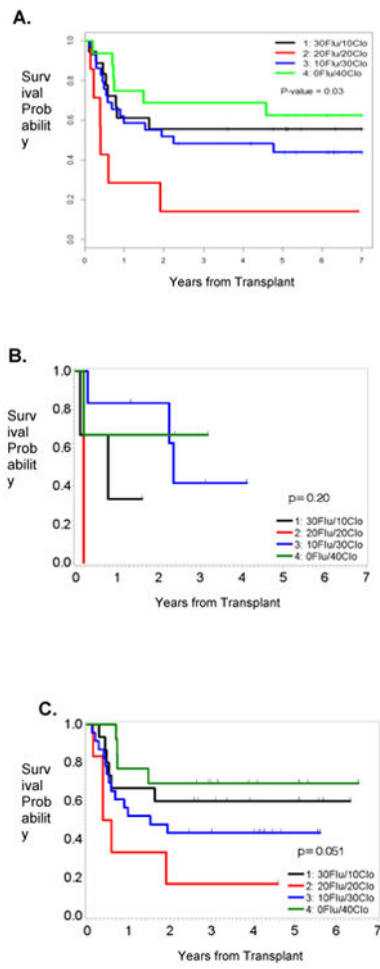 A.
Surv
ival
Prob
abilit
y
1.0
0.8
0.6
0.4
0.2
0.0
1: 30Flu/10Clo
2: 20Flu/20Clo
3: 10Flu/30Clo
4: 0Flu/40Clo
P-value = 0.03
0 1 2 3 4 5 6 7
Years from Transplant
B.
Surv
ival
Prob
abilit
y
1.0
0.8
0.6
0.4
0.2
0.0
p=0.20
1: 30Flu/10Clo
2: 20Flu/20Clo
3: 10Flu/30Clo
4: 0Flu/40Clo
0 1 2 3 4 5 6 7
Years from Transplant
C.
Surv
ival
Prob
abilit
y
1.0
0.8
0.6
0.4
0.2
0.0
p=0.051
1: 30Flu/10Clo
2: 20Flu/20Clo
3: 10Flu/30Clo
4: 0Flu/40Clo
0 1 2 3 4 5 6 7
Years from Transplant